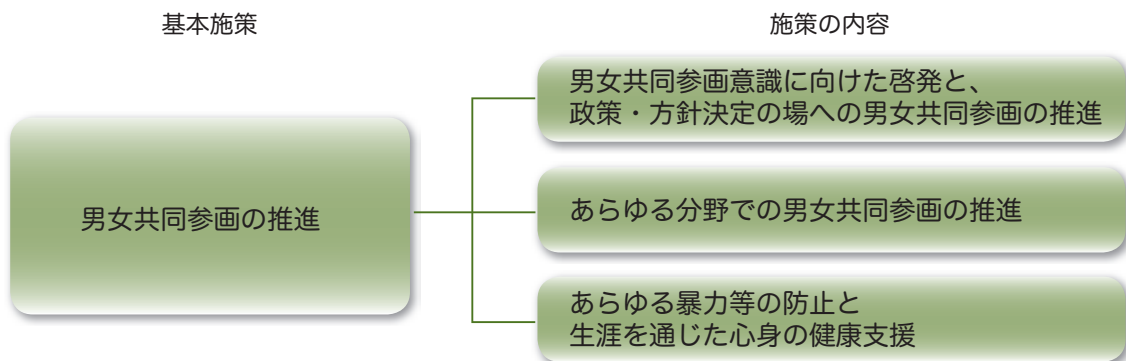 基本施策
施策の内容
男女共同参画の推進
男女共同参画意識に向けた啓発と、
政策・方針決定の場への男女共同参画の推進
あらゆる分野での男女共同参画の推進
あらゆる暴力等の防止と
生涯を通じた心身の健康支援